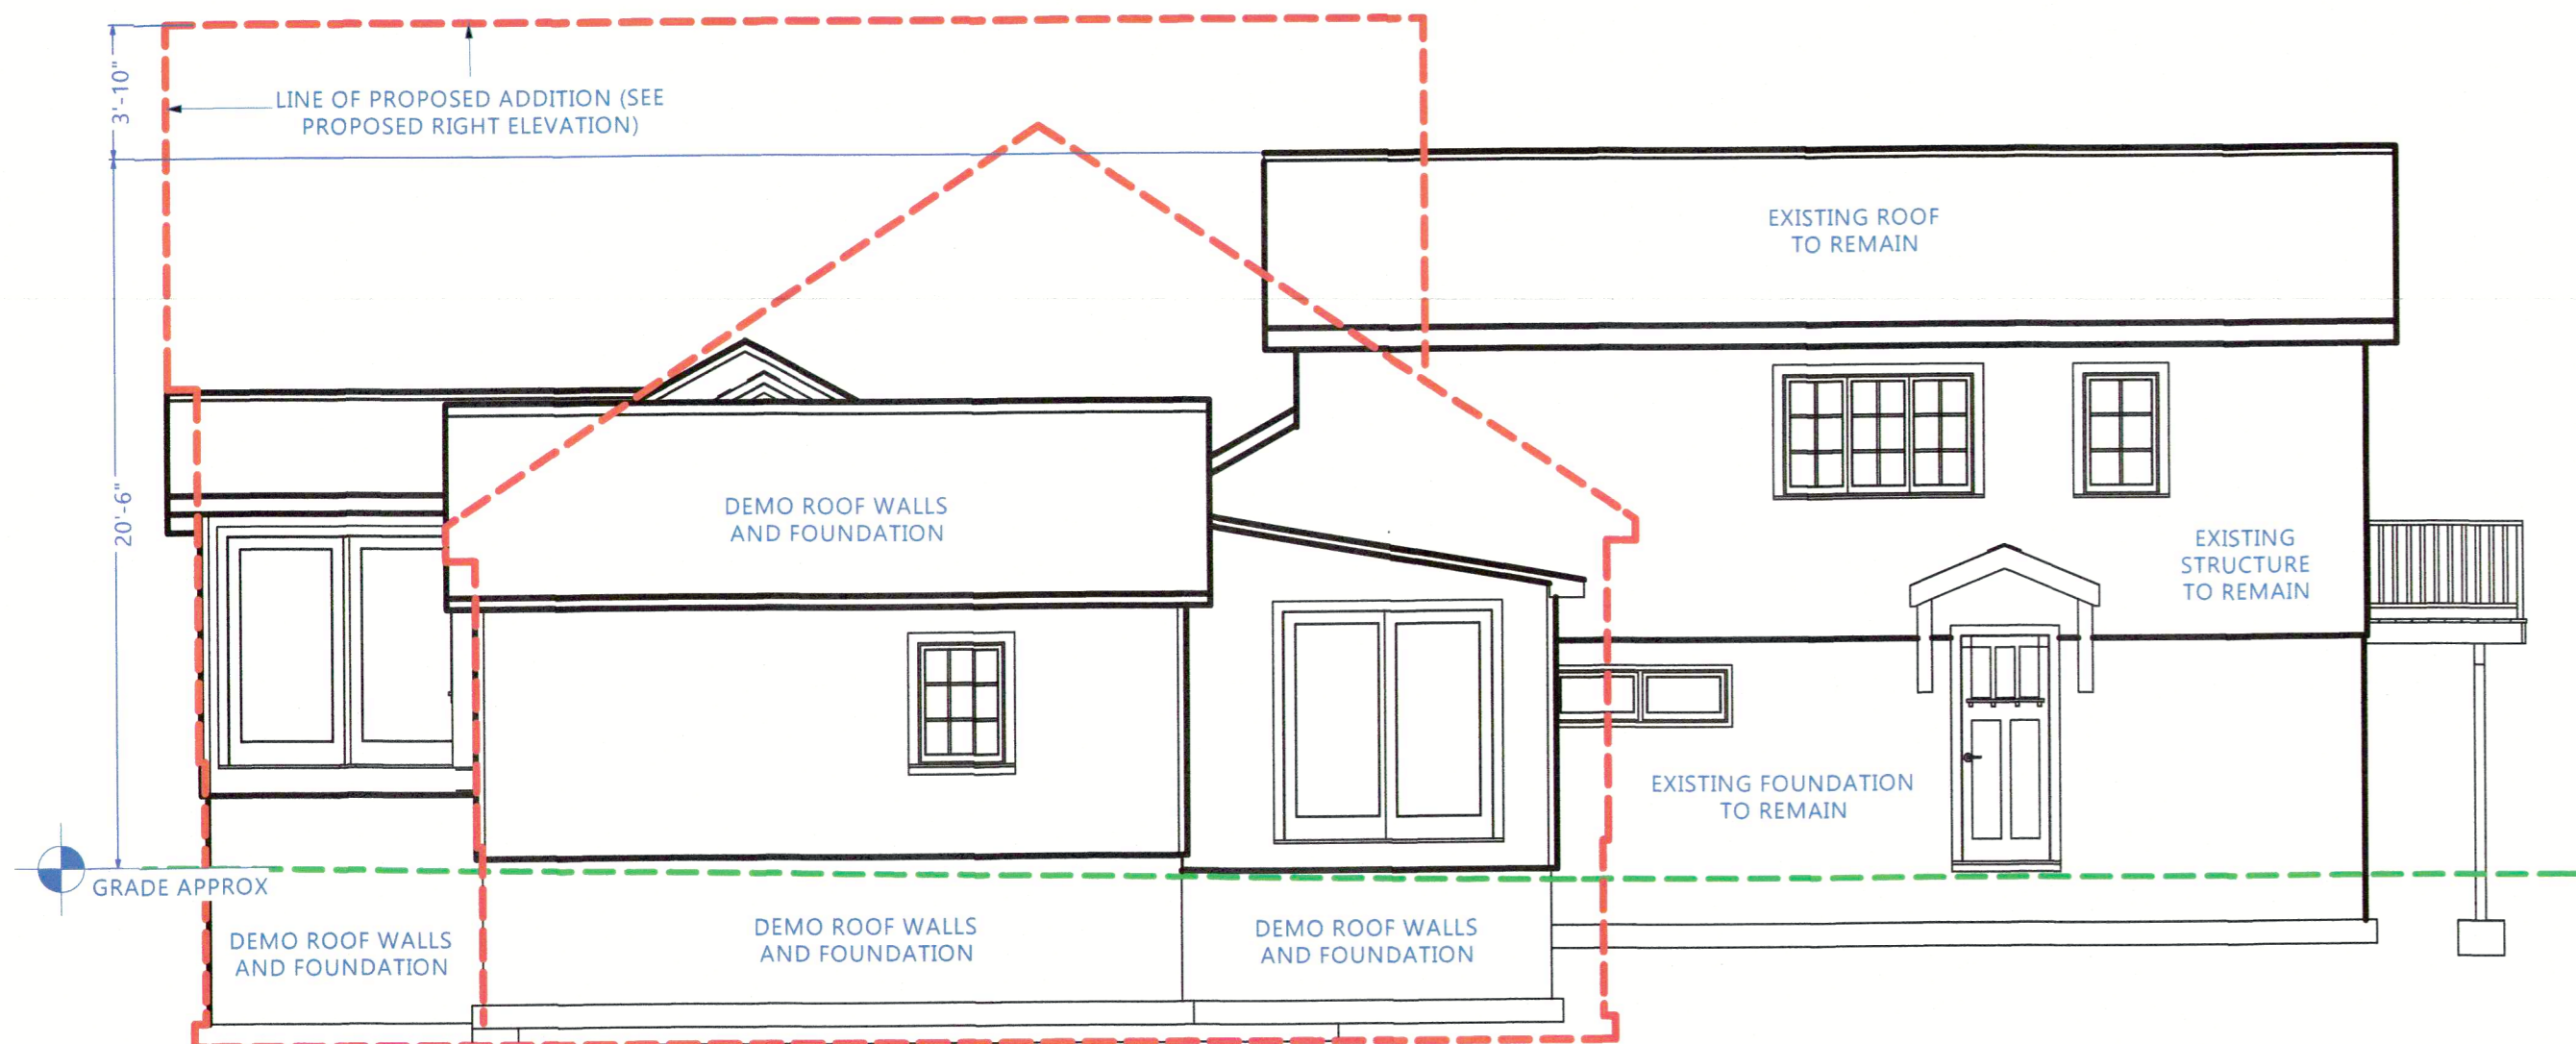 3'-10"
LINE OF PROPOSED ADDITION (SEE
PROPOSED RIGHT ELEVATION)
EXISTING ROOF
TO REMAIN
20'-6"
DEMO ROOF WALLS
AND FOUNDATION
EXISTING
STRUCTURE
TO REMAIN
EXISTING FOUNDATION
TO REMAIN
GRADE APPROX
DEMO ROOF WALLS
AND FOUNDATION
DEMO ROOF WALLS
AND FOUNDATION
DEMO ROOF WALLS
AND FOUNDATION